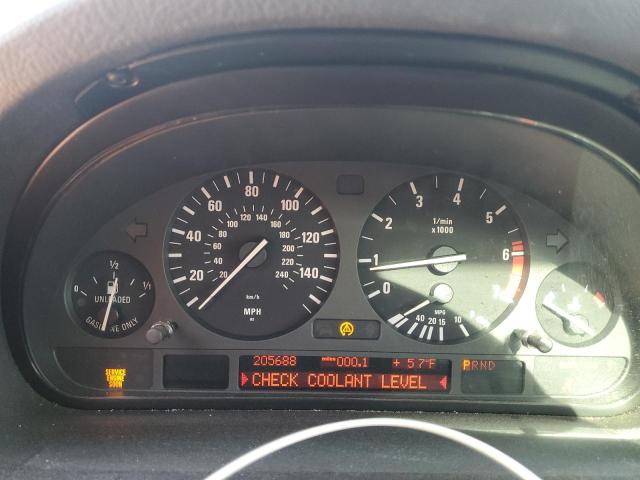 60 80 100
40 120
20 140
100 120 140
80 160
60 180
40 200
20 220
240
km/h
MPH
1 2 3 4 5 6
0
1/min
x 1000
40 20 15 10
MPG
0 1/2 1/1
UNLEADED
GASOLINE ONLY
SERVICE
ENGINE
SOON
205688 miles 000.1 + 57°F
CHECK COOLANT LEVEL
PRND